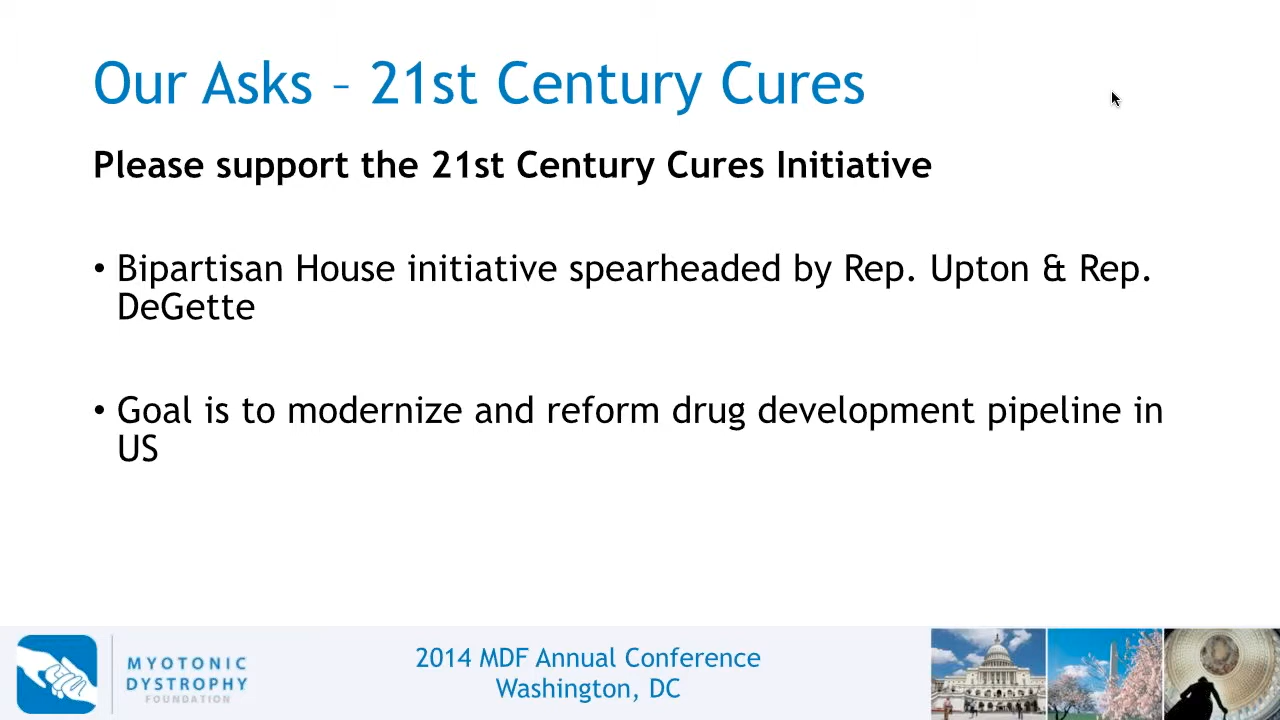 Our Asks – 21st Century Cures
Please support the 21st Century Cures Initiative
• Bipartisan House initiative spearheaded by Rep. Upton & Rep.
DeGette
• Goal is to modernize and reform drug development pipeline in
US
MYOTONIC
DYSTROPHY
FOUNDATION
2014 MDF Annual Conference
Washington, DC